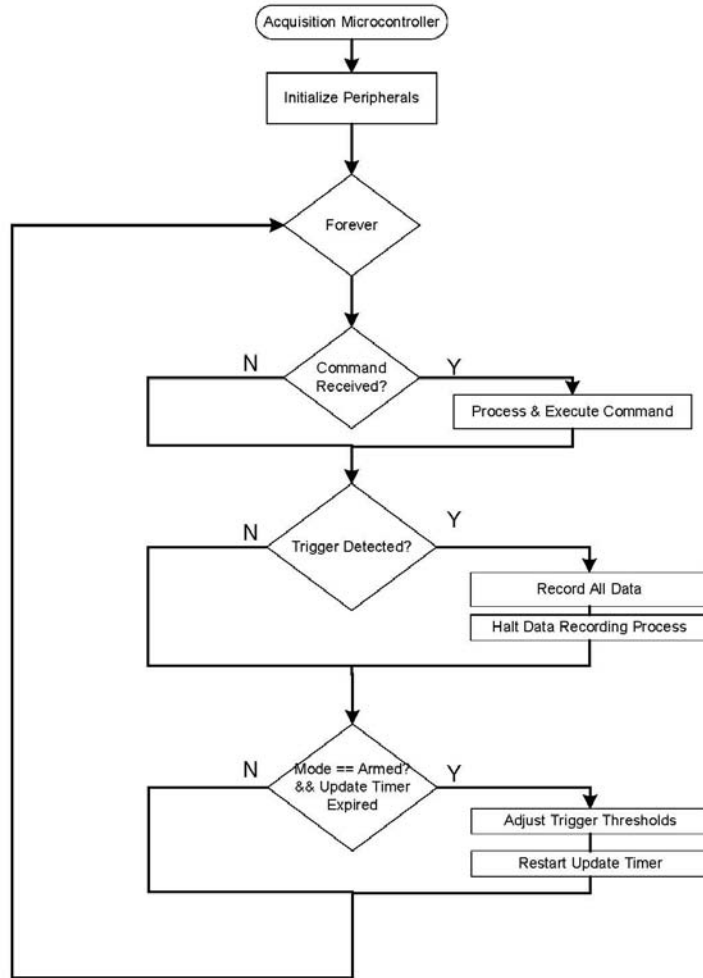 Acquisition Microcontroller
Initialize Peripherals
Forever
N
Command
Received?
Y
Process & Execute Command
N
Trigger Detected?
Y
Record All Data
Halt Data Recording Process
N
Mode == Armed?
&& Update Timer
Expired
Y
Adjust Trigger Thresholds
Restart Update Timer